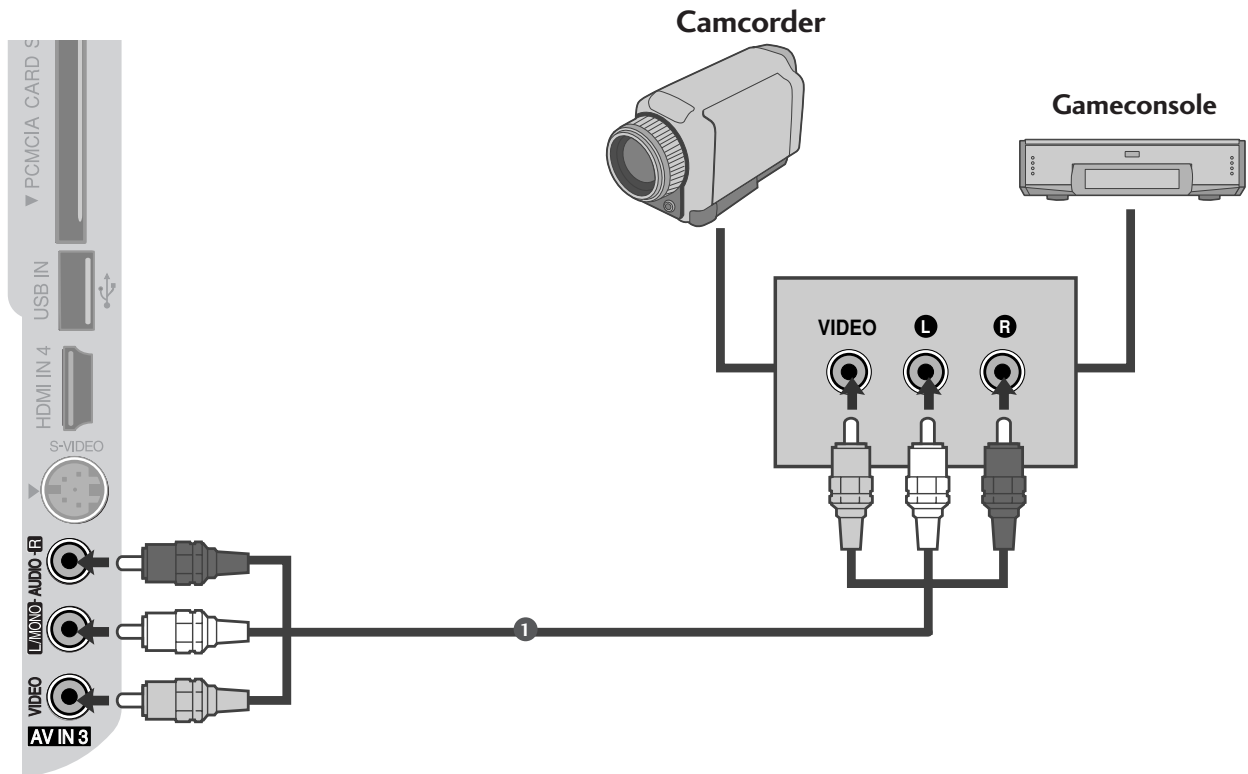 Camcorder
Gameconsole
VIDEO L R
PCMCIA CARD S
USB IN
HDMI IN 4
S-VIDEO
L/MONO-AUDIO-R
VIDEO
AV IN 3
1